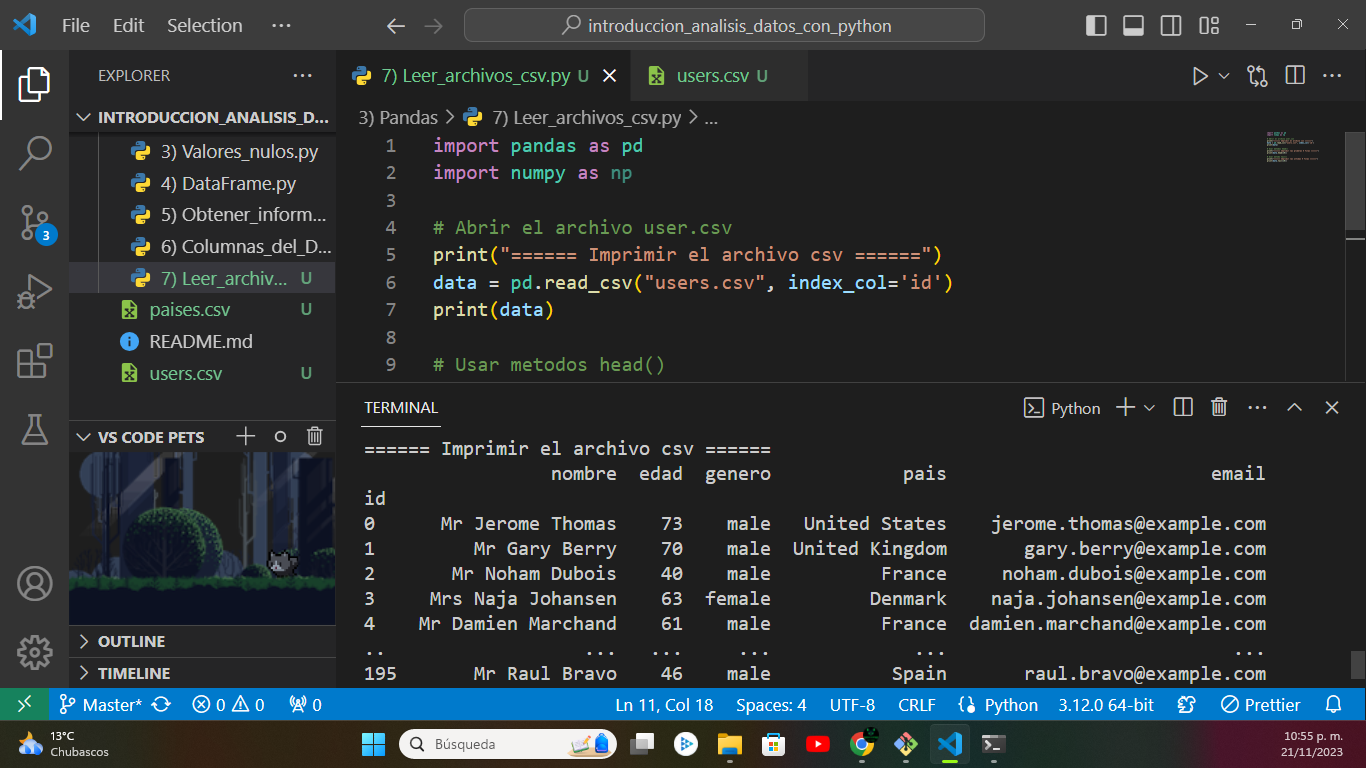 File Edit Selection ···
introduccion_analisis_datos_con_python
EXPLORER ···
INTRODUCCION_ANALISIS_D...
3) Valores_nulos.py
4) DataFrame.py
5) Obtener_inform...
6) Columnas_del_D...
7) Leer_archiv... U
paises.csv U
README.md
users.csv U
3
VS CODE PETS
OUTLINE
TIMELINE
7) Leer_archivos_csv.py U
users.csv U
3) Pandas > 7) Leer_archivos_csv.py > ...
1 import pandas as pd
2 import numpy as np
3
4 # Abrir el archivo user.csv
5 print("====== Imprimir el archivo csv ======")
6 data = pd.read_csv("users.csv", index_col='id')
7 print(data)
8
9 # Usar metodos head()
TERMINAL
Python
====== Imprimir el archivo csv ======
nombre edad genero pais email
id
0 Mr Jerome Thomas 73 male United States jerome.thomas@example.com
1 Mr Gary Berry 70 male United Kingdom gary.berry@example.com
2 Mr Noham Dubois 40 male France noham.dubois@example.com
3 Mrs Naja Johansen 63 female Denmark naja.johansen@example.com
4 Mr Damien Marchand 61 male France damien.marchand@example.com
.. ... ... ... ... ...
195 Mr Raul Bravo 46 male Spain raul.bravo@example.com
Master* 0 0 0 Ln 11, Col 18 Spaces: 4 UTF-8 CRLF Python 3.12.0 64-bit Prettier
13°C
Chubascos
Búsqueda
10:55 p. m.
21/11/2023